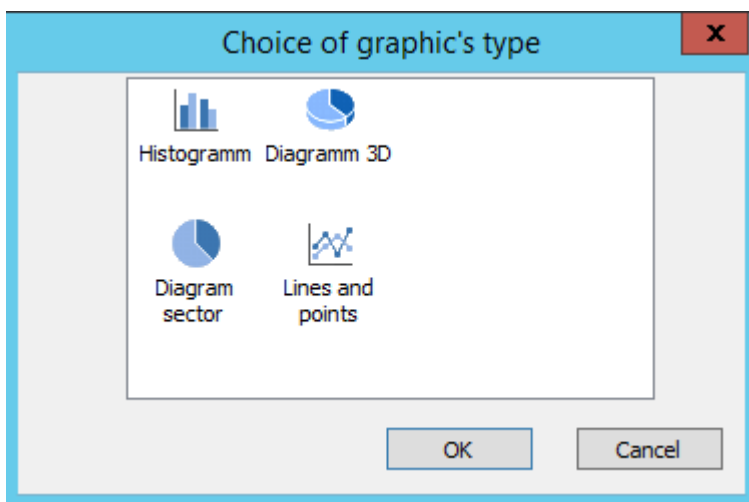 Choice of graphic's type
x
Histogramm Diagramm 3D
Diagram
sector
Lines and
points
OK Cancel